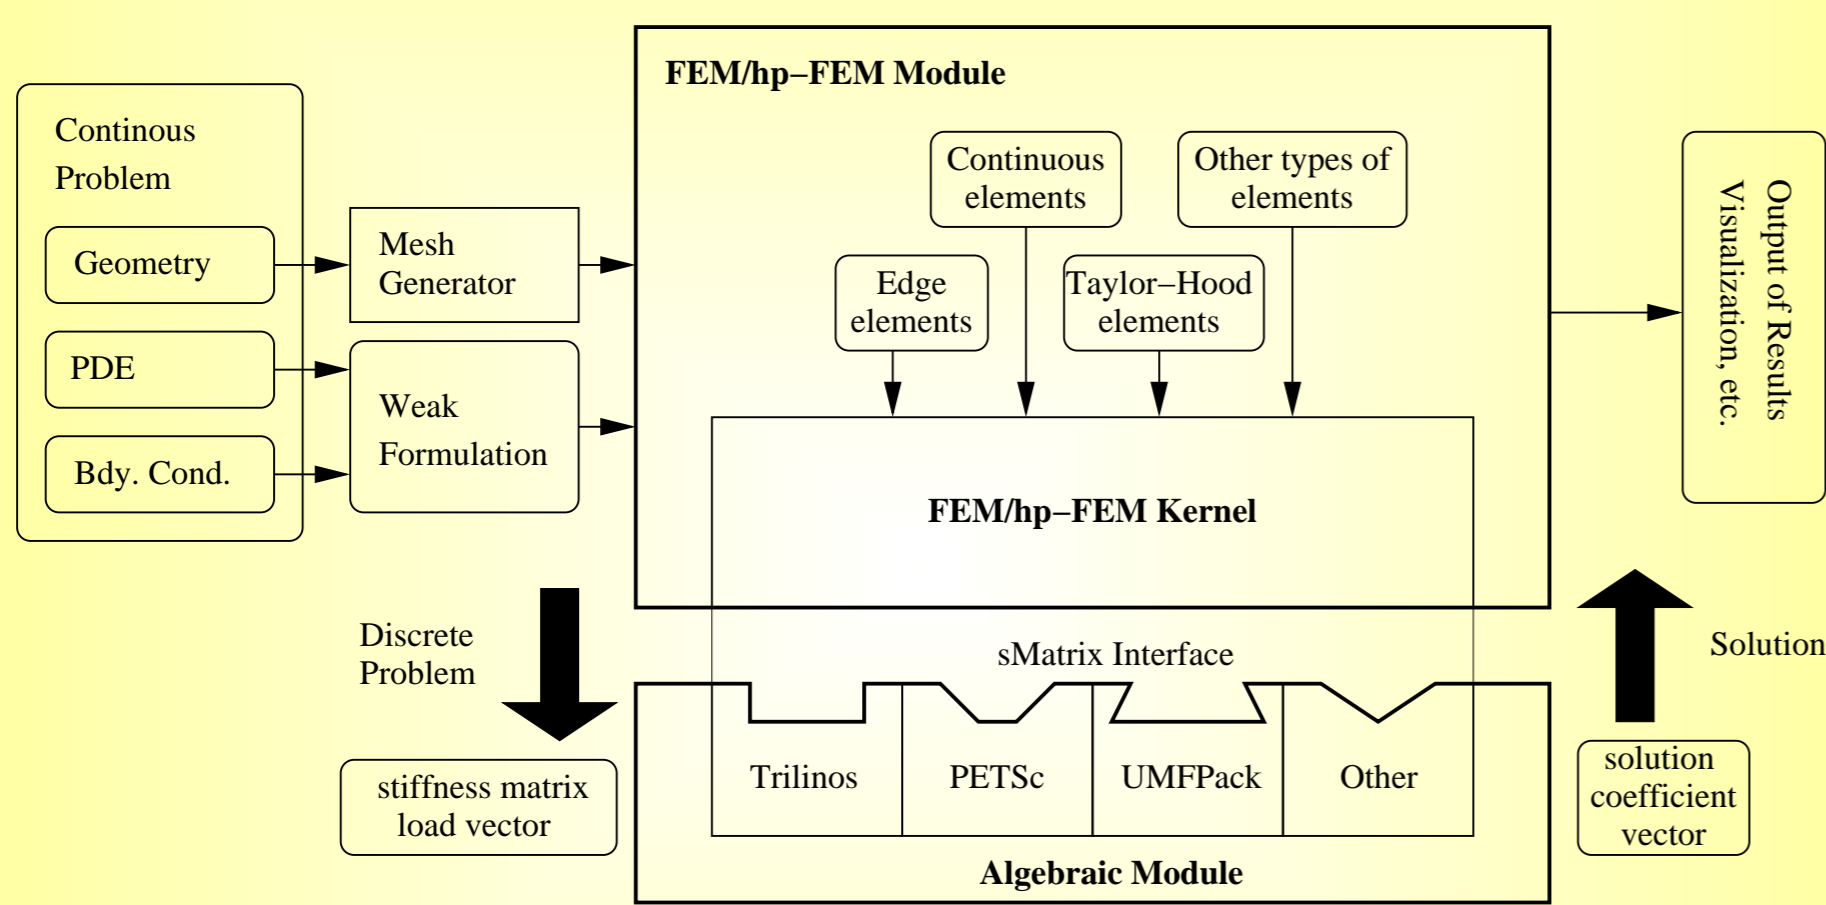 Continous
Problem
Geometry
PDE
Bdy. Cond.
Mesh
Generator
Weak
Formulation
FEM/hp−FEM Module
Continuous
elements
Other types of
elements
Edge
elements
Taylor−Hood
elements
FEM/hp−FEM Kernel
Output of Results
Visualization, etc.
Discrete
Problem
stiffness matrix
load vector
sMatrix Interface
Trilinos
PETSc
UMFPack
Other
Algebraic Module
Solution
solution
coefficient
vector